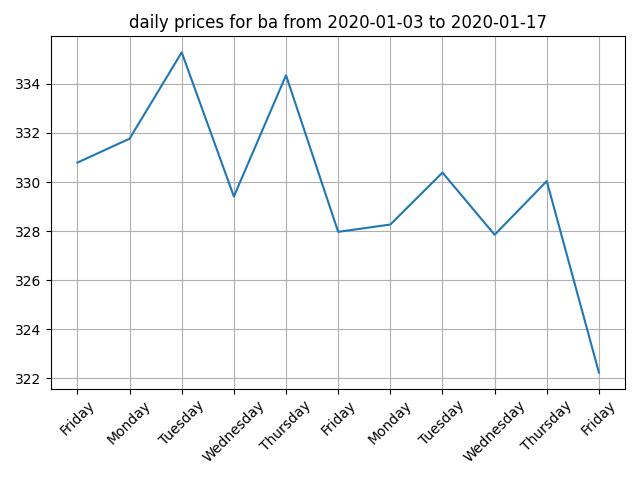 daily prices for ba from 2020-01-03 to 2020-01-17
334
332
330
328
326
324
322
Friday
Monday
Tuesday
Wednesday
Thursday
Friday
Monday
Tuesday
Wednesday
Thursday
Friday